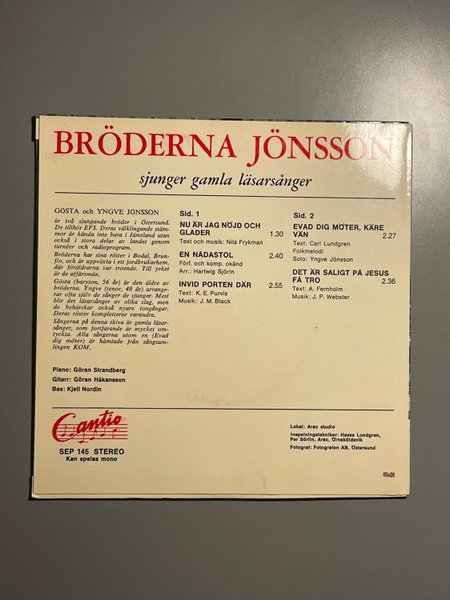 BRÖDERNA JÖNSSON
sjunger gamla läsarsånger
GÖSTA och YNGVE JÖNSSON
är två sjungande bröder i Östersund.
De tillhör EFS. Deras välklingande stäm-
mor är kända inte bara i Jämtland utan
också i stora delar av landet genom
turnéer och radioprogram.
Bröderna har sina rötter i Bodal, Brun-
flo, och är uppväxta i ett jordbrukarhem,
där föräldrarna var troende. Till yrket
är de affärsmän.
Gösta (baryton, 56 år) är den äldre av
bröderna. Yngve (tenor, 48 år) arrange-
rar ofta själv de sånger de sjunger. Mest
blir det läsarsånger av olika slag, men
de behärskar också nyare tongångar.
Deras röster kompletterar varandra.
Sångerna på denna skiva är gamla läsar-
sånger, som fortfarande är mycket om-
tyckta. Alla sångerna utom en (Evad
dig möter) är hämtade från sångsam-
lingen KOM.
Piano: Göran Strandberg
Gitarr: Göran Håkansson
Bas: Kjell Nordin
Sid. 1
NU ÄR JAG NÖJD OCH
GLADER 1.30
Text och musik: Nils Frykman
EN NÅDASTOL 2.40
Förf. och komp. okänd
Arr.: Hartwig Sjörin
INVID PORTEN DÄR 2.55
Text: K. E. Purvis
Musik: J. M. Black
Sid. 2
EVAD DIG MÖTER, KÄRE
VÄN 2.27
Text: Carl Lundgren
Folkmelodi
Solo: Yngve Jönsson
DET ÄR SALIGT PÅ JESUS
FÅ TRO 2.36
Text: A. Fernholm
Musik: J. P. Webster
Cantio
SEP 145 STEREO
Kan spelas mono
Lokal: Arac studio
Inspelningstekniker: Hasse Lundgren,
Per Sörlin, Arac, Örnsköldsvik
Fotograf: Fotografen AB, Östersund